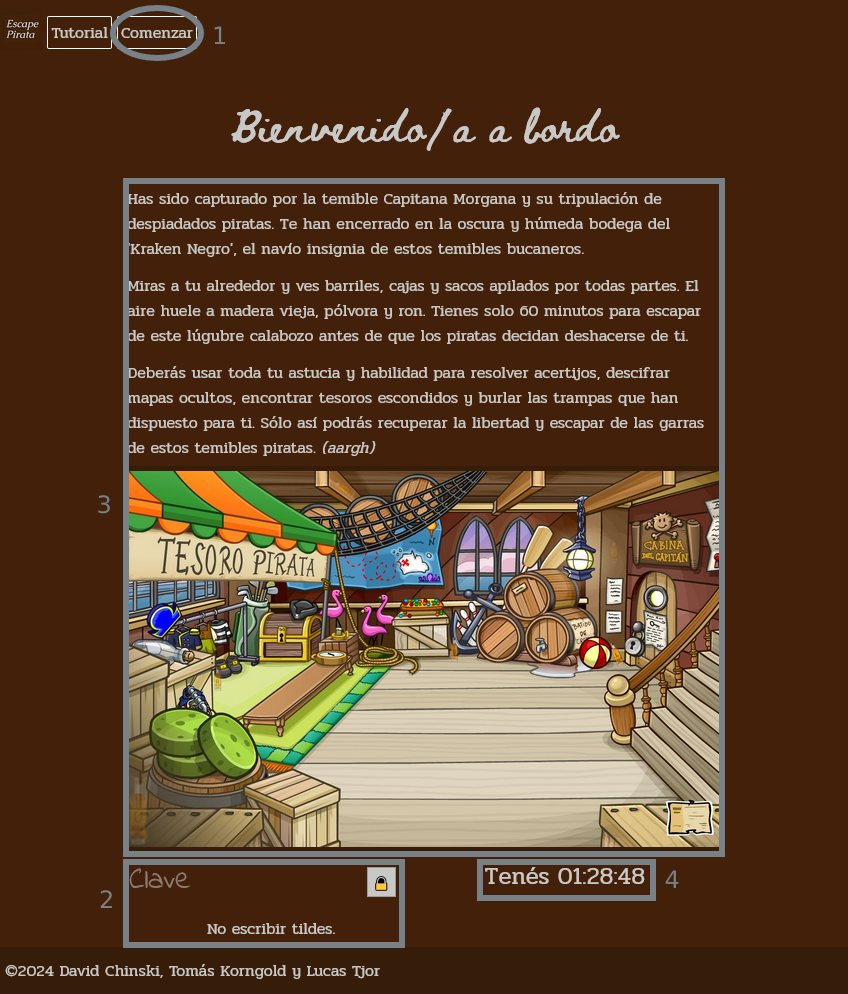 Escape
Pirata
Tutorial
Comenzar
1
Bienvenido/a a bordo
Has sido capturado por la temible Capitana Morgana y su tripulación de
despiadados piratas. Te han encerrado en la oscura y húmeda bodega del
'Kraken Negro', el navío insignia de estos temibles bucaneros.
Miras a tu alrededor y ves barriles, cajas y sacos apilados por todas partes. El
aire huele a madera vieja, pólvora y ron. Tienes solo 60 minutos para escapar
de este lúgubre calabozo antes de que los piratas decidan deshacerse de ti.
Deberás usar toda tu astucia y habilidad para resolver acertijos, descifrar
mapas ocultos, encontrar tesoros escondidos y burlar las trampas que han
dispuesto para ti. Sólo así podrás recuperar la libertad y escapar de las garras
de estos temibles piratas. (aargh)
3
TESORO PIRATA
N
CABINA
DEL CAPITÁN
BATIDO
DE
Clave
No escribir tildes.
2
Tenés 01:28:48
4
©2024 David Chinski, Tomás Korngold y Lucas Tjor